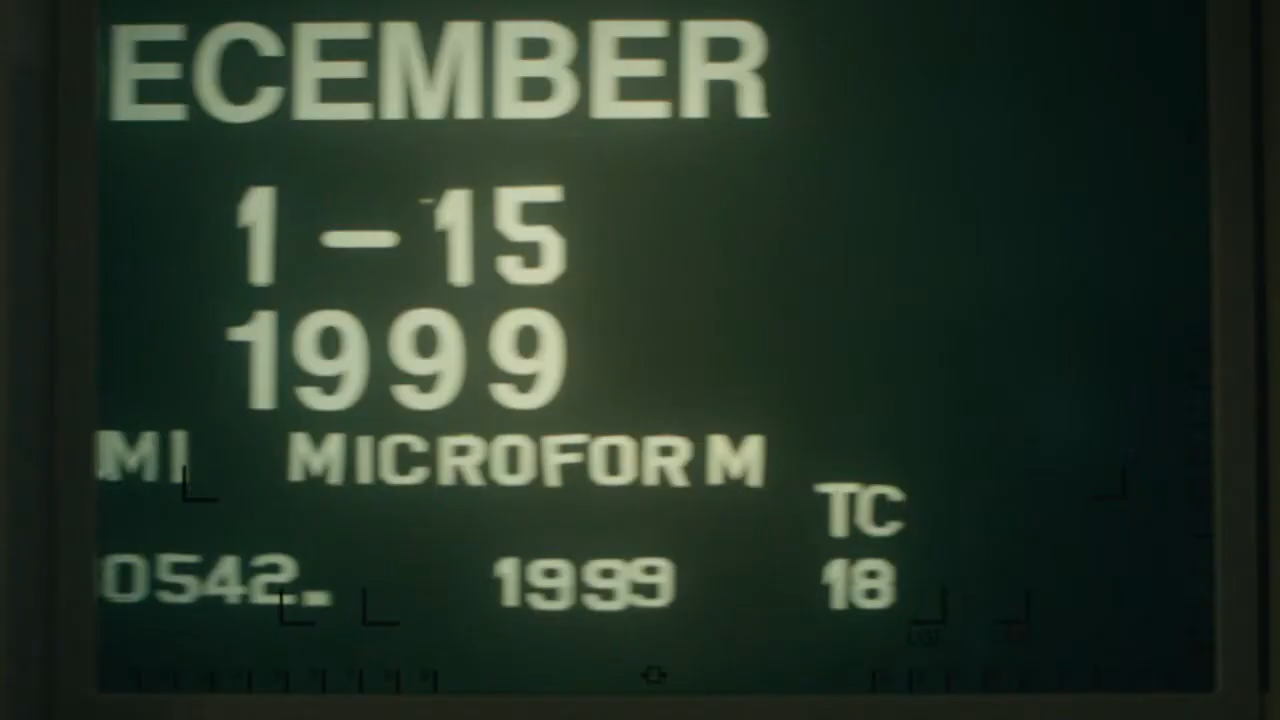 ECEMBER
1-15
1999
MI MICROFORM
TC
0542. 1999 18